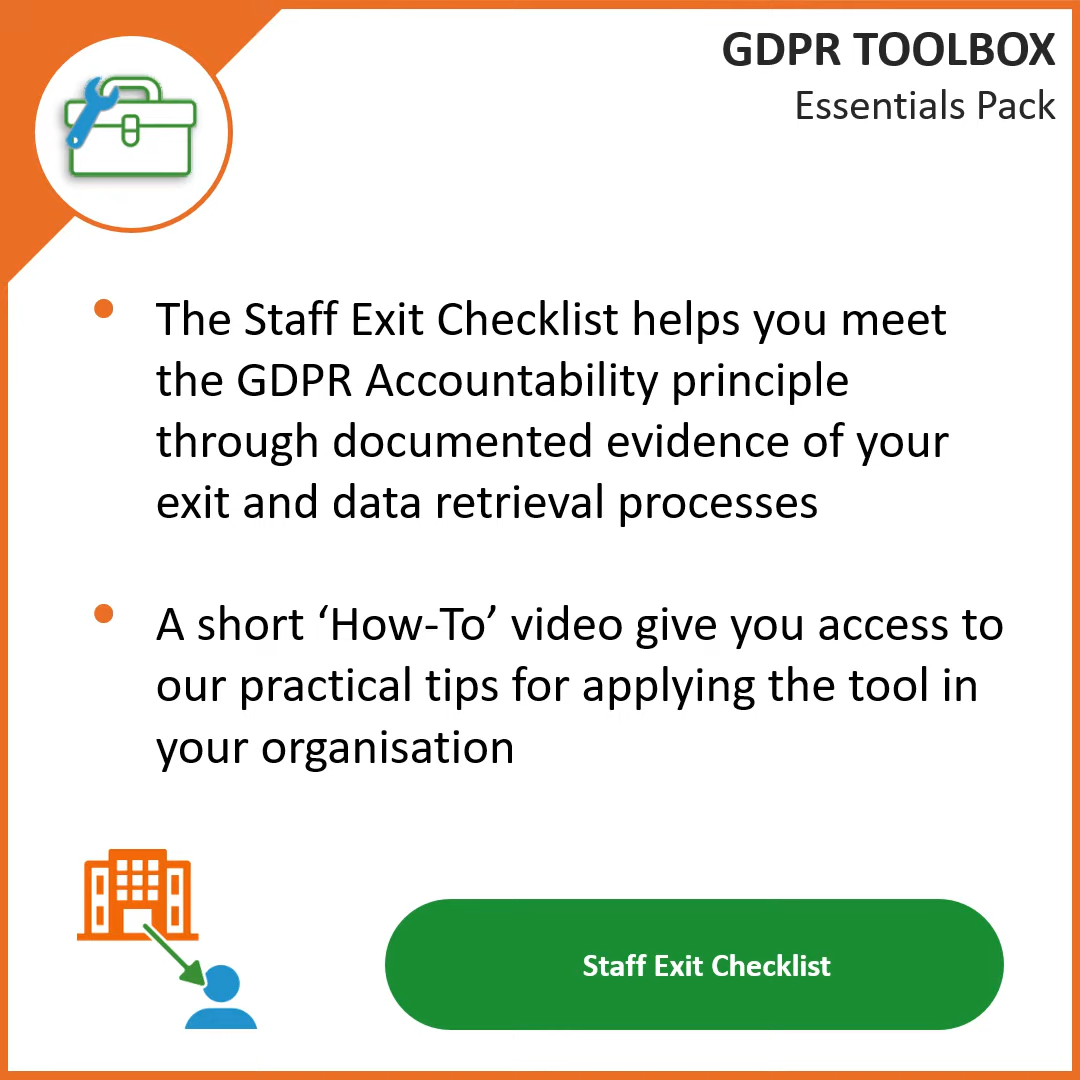 GDPR TOOLBOX
Essentials Pack
The Staff Exit Checklist helps you meet
the GDPR Accountability principle
through documented evidence of your
exit and data retrieval processes
A short ‘How-To’ video give you access to
our practical tips for applying the tool in
your organisation
Staff Exit Checklist